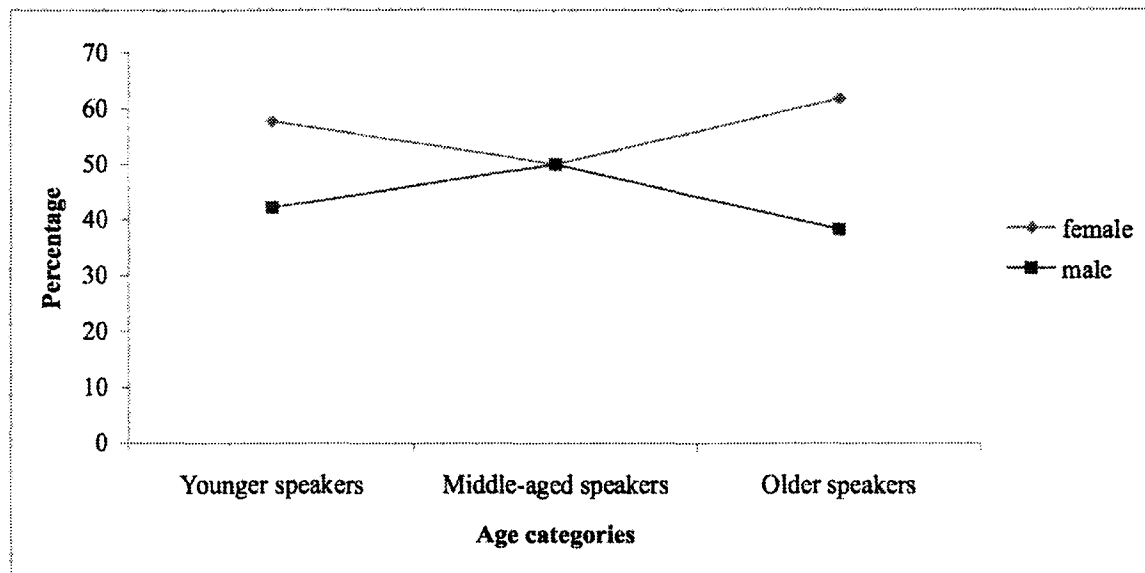 70
60
50
40
30
20
10
0
Percentage
Younger speakers
Middle-aged speakers
Older speakers
Age categories
female
male